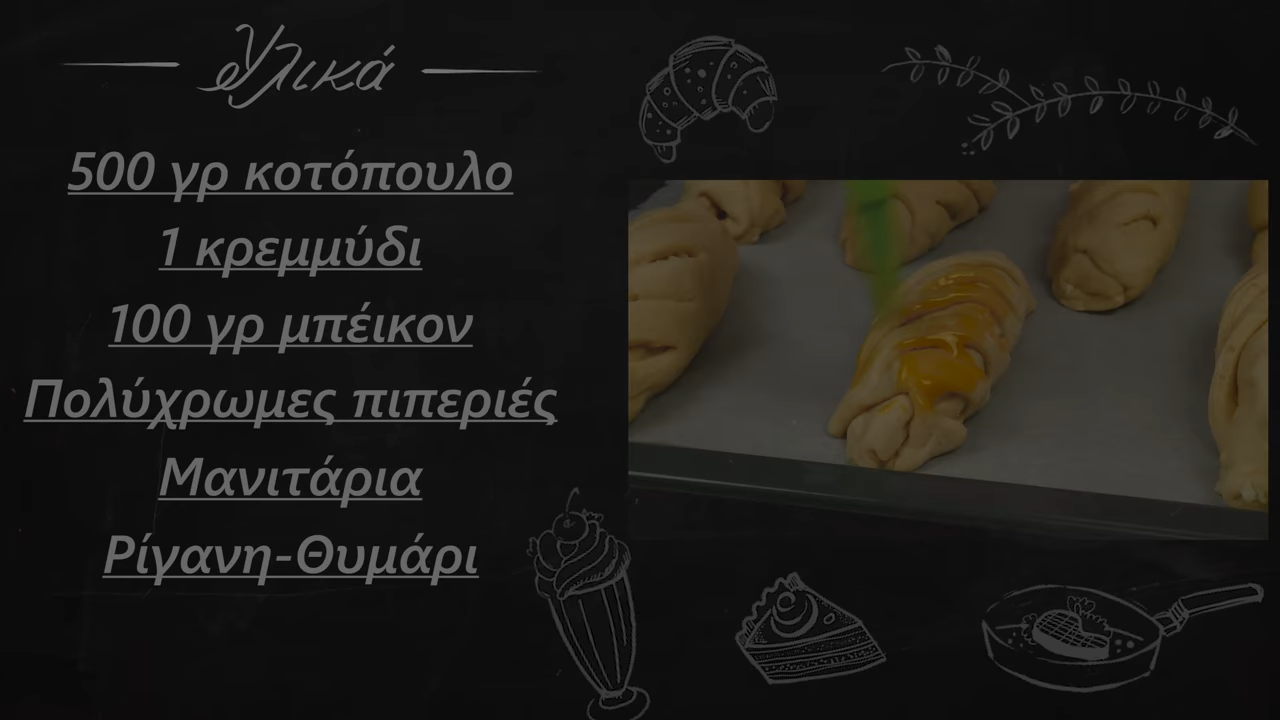 Υλικά
500 γρ κοτόπουλο
1 κρεμμύδι
100 γρ μπέικον
Πολύχρωμες πιπεριές
Μανιτάρια
Ρίγανη-Θυμάρι